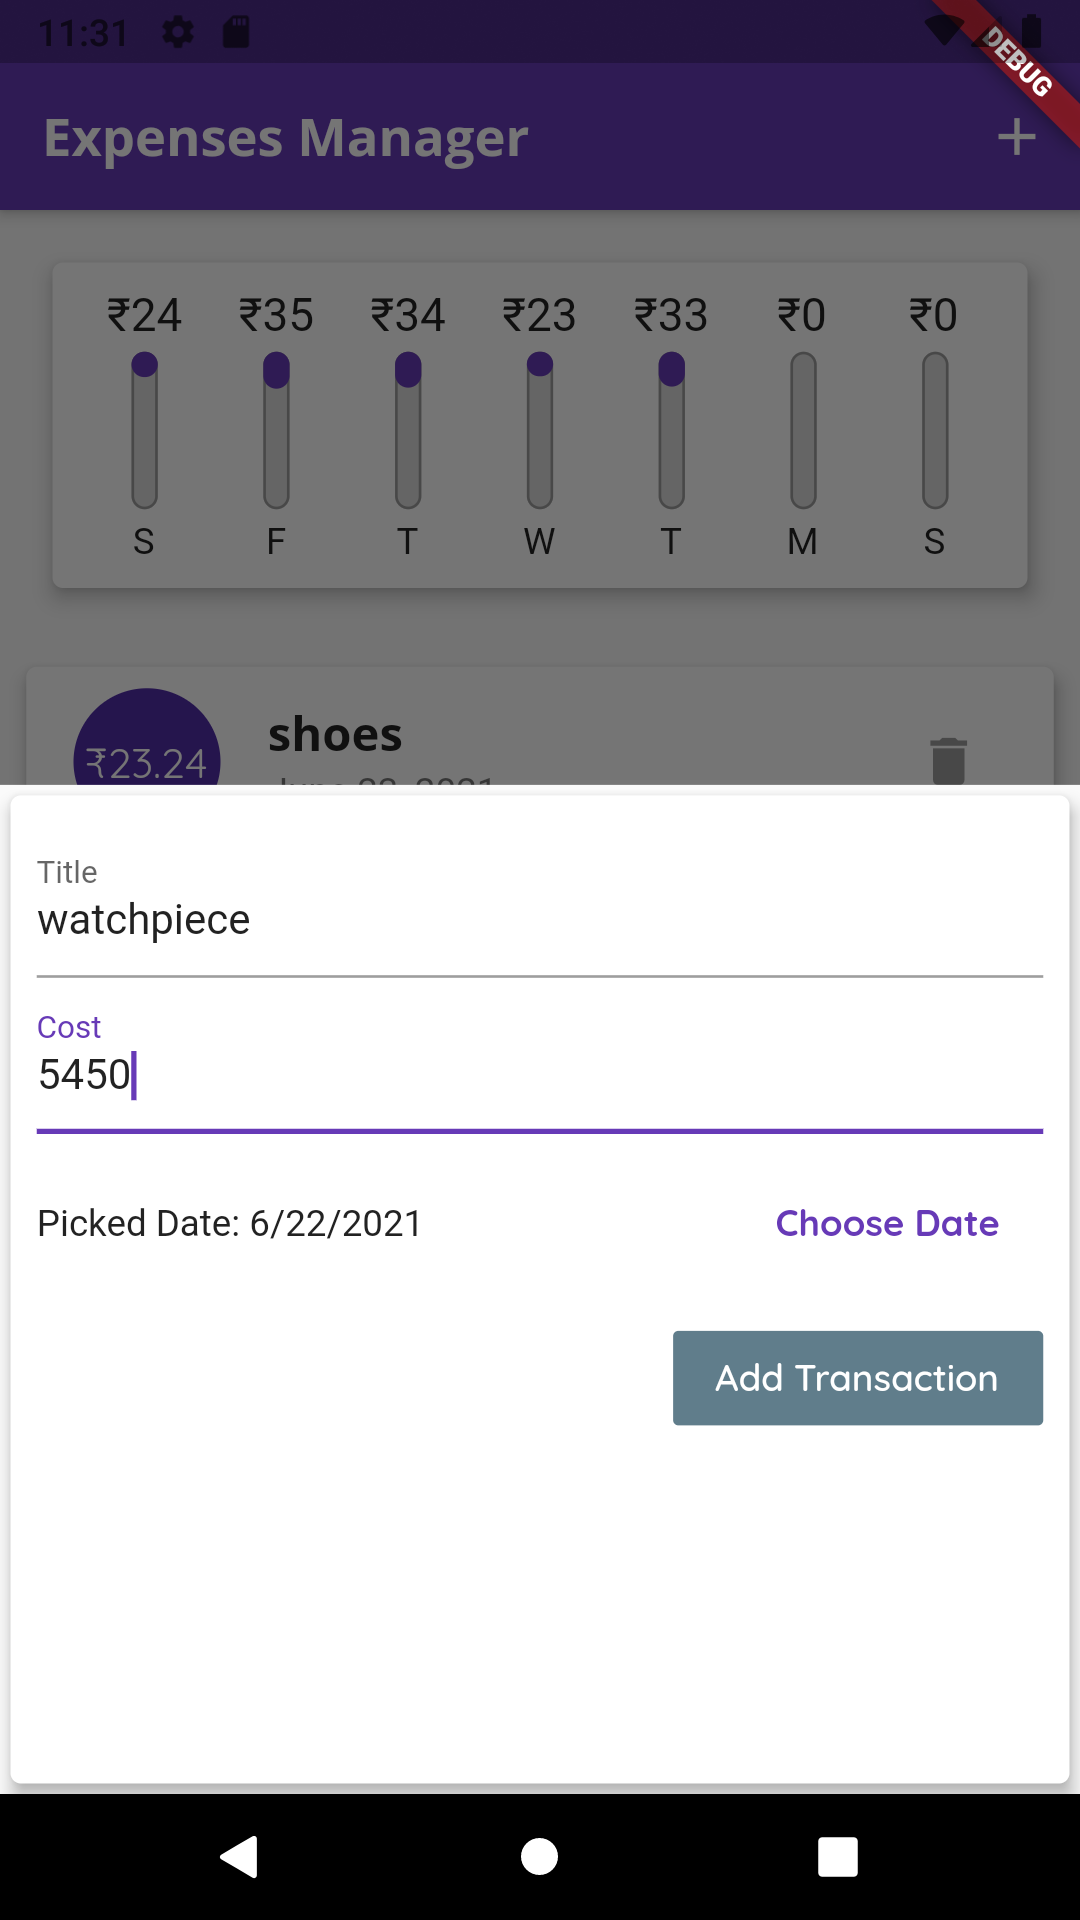 11:31
DEBUG
Expenses Manager
₹24 ₹35 ₹34 ₹23 ₹33 ₹0 ₹0
S F T W T M S
shoes
₹23.24
Title
watchpiece
Cost
5450
Picked Date: 6/22/2021 Choose Date
Add Transaction